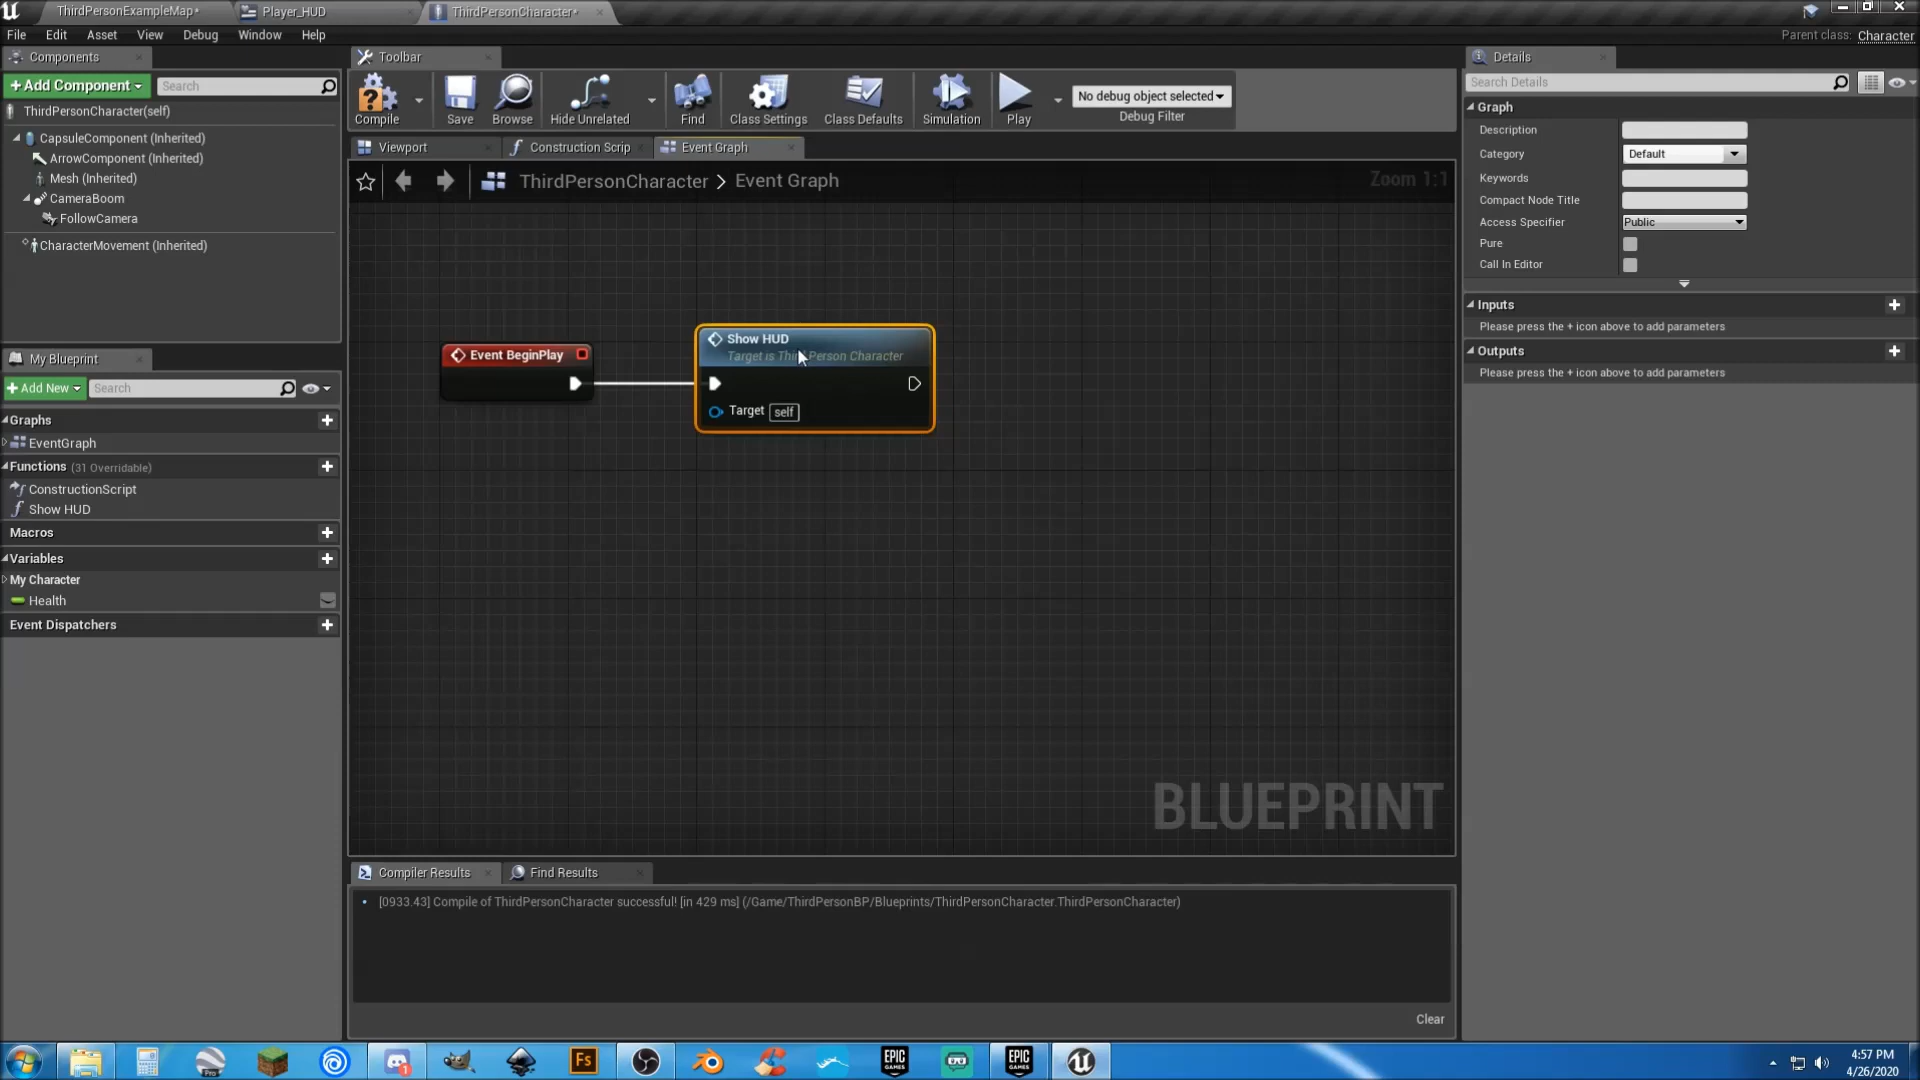 ThirdPersonExampleMap*
Player_HUD
ThirdPersonCharacter*
File Edit Asset View Debug Window Help
Parent class: Character
Components
Toolbar
Details
+ Add Component
Search
Search Details
ThirdPersonCharacter(self)
CapsuleComponent (Inherited)
ArrowComponent (Inherited)
Mesh (Inherited)
CameraBoom
FollowCamera
CharacterMovement (Inherited)
Compile
Save
Browse
Hide Unrelated
Find
Class Settings
Class Defaults
Simulation
Play
No debug object selected
Debug Filter
Viewport
Construction Scrip
Event Graph
ThirdPersonCharacter > Event Graph
Zoom 1:1
Graph
Description
Category
Default
Keywords
Compact Node Title
Access Specifier
Public
Pure
Call In Editor
Inputs
Please press the + icon above to add parameters
Outputs
Please press the + icon above to add parameters
Event BeginPlay
Show HUD
Target is Third Person Character
Target self
My Blueprint
+ Add New
Search
Graphs
EventGraph
Functions (31 Overridable)
ConstructionScript
Show HUD
Macros
Variables
My Character
Health
Event Dispatchers
BLUEPRINT
Compiler Results
Find Results
[0933.43] Compile of ThirdPersonCharacter successful! [in 429 ms] (/Game/ThirdPersonBP/Blueprints/ThirdPersonCharacter.ThirdPersonCharacter)
Clear
Pro
1
Fs
EPIC GAMES
EPIC GAMES
4:57 PM
4/26/2020